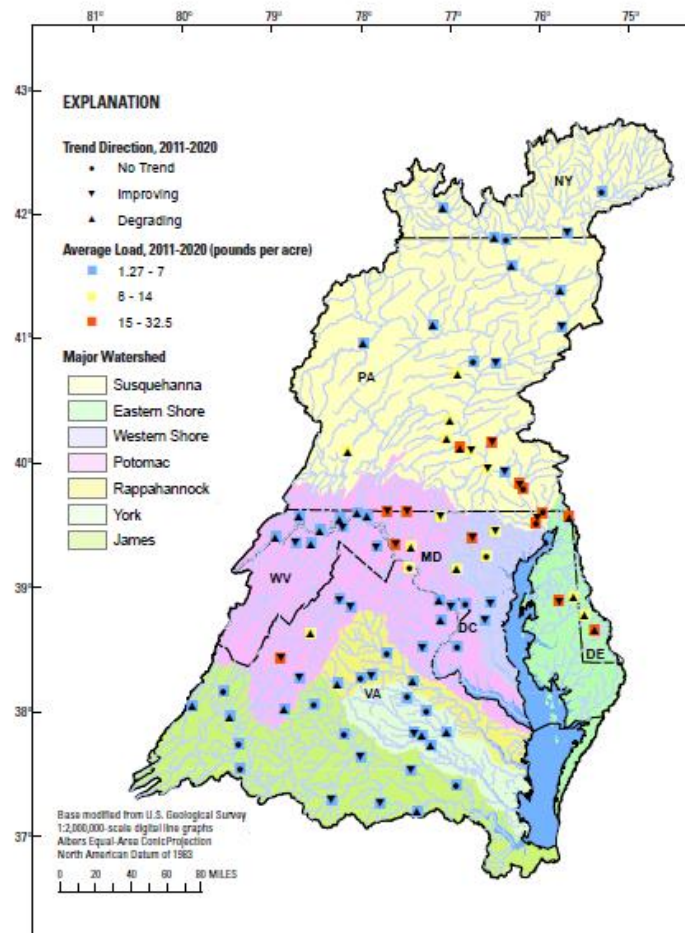 81° 80° 79° 78° 77° 76° 75°
43°
EXPLANATION
Trend Direction, 2011-2020
No Trend
Improving
Degrading
NY
42°
Average Load, 2011-2020 (pounds per acre)
1.27 - 7
8 - 14
15 - 32.5
41°
Major Watershed
Susquehanna
Eastern Shore
Western Shore
Potomac
Rappahannock
York
James
PA
40°
MD
39°
WV
DC
DE
VA
38°
Base modified from U.S. Geological Survey
1:2,000,000-scale digital line graphs
Albers Equal-Area ConicProjection
North American Datum of 1983
37°
0 20 40 60 80 MILES